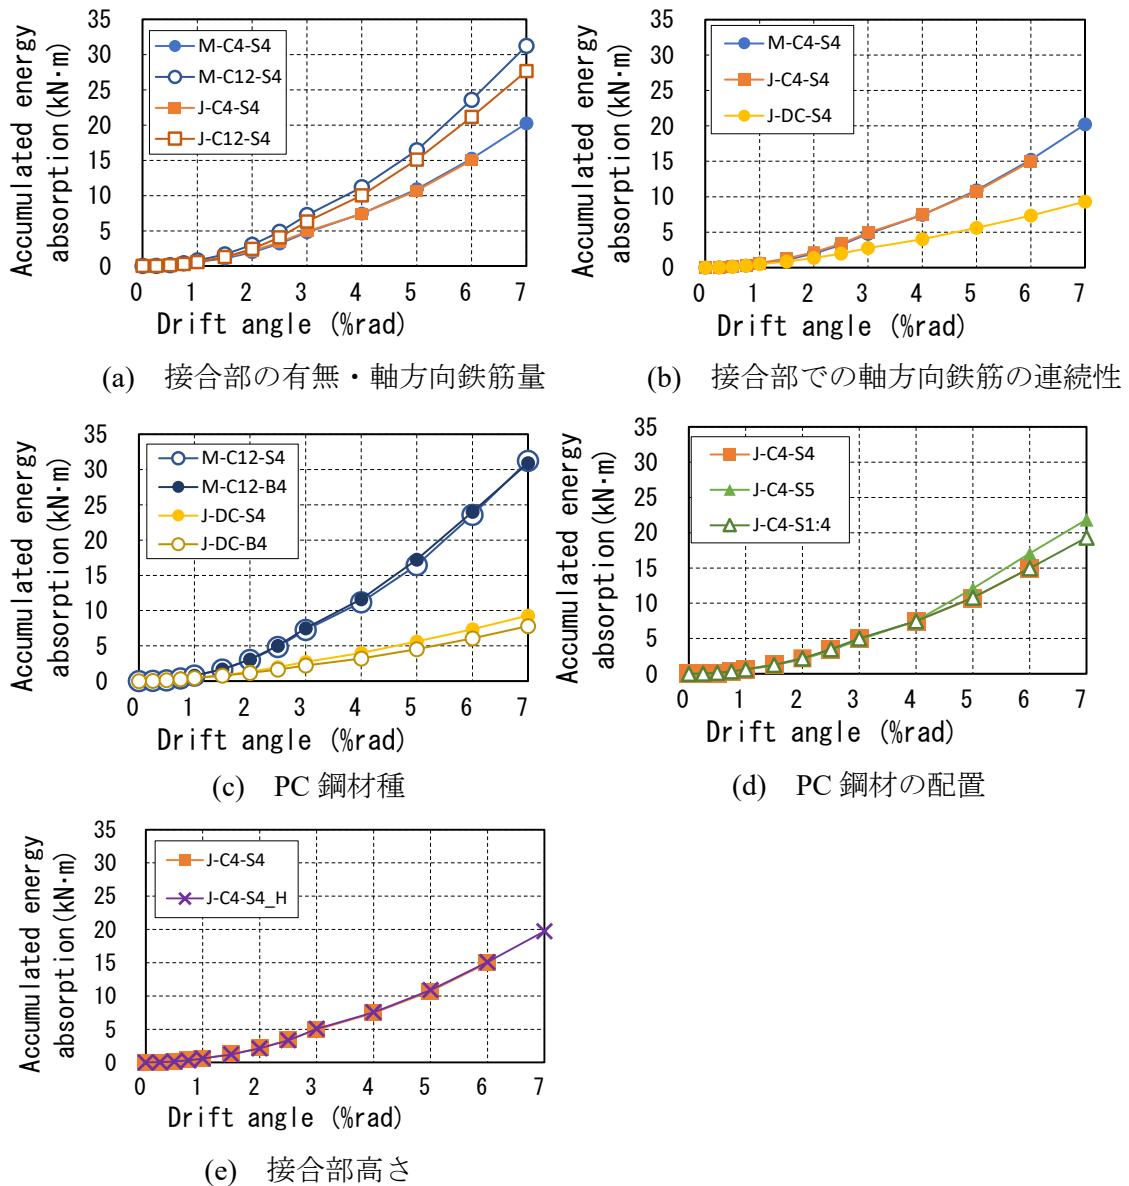 Accumulated energy
absorption(kN·m)
35
30
25
20
15
10
5
0
M-C4-S4
M-C12-S4
J-C4-S4
J-C12-S4
0 1 2 3 4 5 6 7
Drift angle (%rad)
(a) 接合部の有無・軸方向鉄筋量
Accumulated energy
absorption(kN·m)
35
30
25
20
15
10
5
0
M-C4-S4
J-C4-S4
J-DC-S4
0 1 2 3 4 5 6 7
Drift angle (%rad)
(b) 接合部での軸方向鉄筋の連続性
Accumulated energy
absorption(kN·m)
35
30
25
20
15
10
5
0
M-C12-S4
M-C12-B4
J-DC-S4
J-DC-B4
0 1 2 3 4 5 6 7
Drift angle (%rad)
(c) PC 鋼材種
Accumulated energy
absorption(kN·m)
35
30
25
20
15
10
5
0
J-C4-S4
J-C4-S5
J-C4-S1:4
0 1 2 3 4 5 6 7
Drift angle (%rad)
(d) PC 鋼材の配置
Accumulated energy
absorption(kN·m)
35
30
25
20
15
10
5
0
J-C4-S4
J-C4-S4_H
0 1 2 3 4 5 6 7
Drift angle (%rad)
(e) 接合部高さ